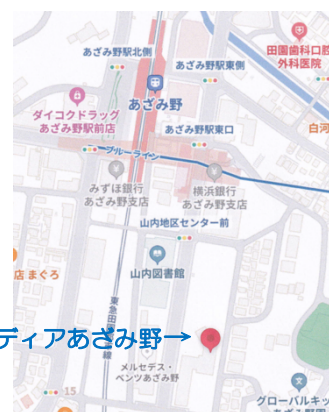 あざみ野駅北側
田園歯科口腔
外科医院
あざみ野駅東側
あざみ野
ダイコクドラッグ
あざみ野駅前店
あざみ野駅東口
白河
ブルーライン
みずほ銀行
あざみ野支店
横浜銀行
あざみ野支店
山内地区センター前
店 まぐろ
山内図書館
東急田
ディアあざみ野→
メルセデス・
ベンツあざみ野
15
グローバルキッ